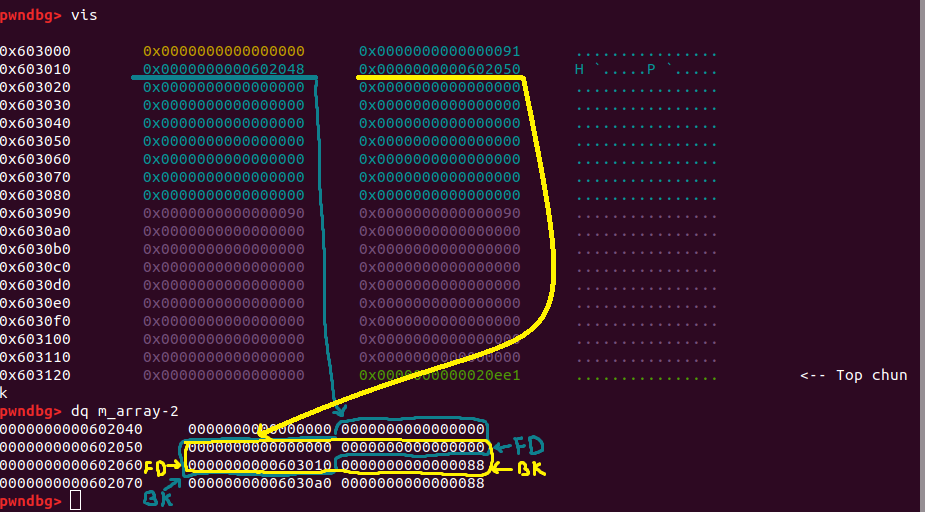 pwndbg> vis
0x603000 0x0000000000000000 0x0000000000000091 ................
0x603010 0x0000000000602048 0x0000000000602050 H `.....P `.....
0x603020 0x0000000000000000 0x0000000000000000 ................
0x603030 0x0000000000000000 0x0000000000000000 ................
0x603040 0x0000000000000000 0x0000000000000000 ................
0x603050 0x0000000000000000 0x0000000000000000 ................
0x603060 0x0000000000000000 0x0000000000000000 ................
0x603070 0x0000000000000000 0x0000000000000000 ................
0x603080 0x0000000000000000 0x0000000000000000 ................
0x603090 0x0000000000000090 0x0000000000000090 ................
0x6030a0 0x0000000000000000 0x0000000000000000 ................
0x6030b0 0x0000000000000000 0x0000000000000000 ................
0x6030c0 0x0000000000000000 0x0000000000000000 ................
0x6030d0 0x0000000000000000 0x0000000000000000 ................
0x6030e0 0x0000000000000000 0x0000000000000000 ................
0x6030f0 0x0000000000000000 0x0000000000000000 ................
0x603100 0x0000000000000000 0x0000000000000000 ................
0x603110 0x0000000000000000 0x0000000000000000 ................
0x603120 0x0000000000000000 0x0000000000020ee1 ................ <-- Top chun
k
pwndbg> dq m_array-2
0000000000602040 0000000000000000 0000000000000000
0000000000602050 0000000000000000 0000000000000000 FD
0000000000602060 FD 0000000000603010 0000000000000088 BK
0000000000602070 00000000006030a0 0000000000000088
BK
pwndbg>